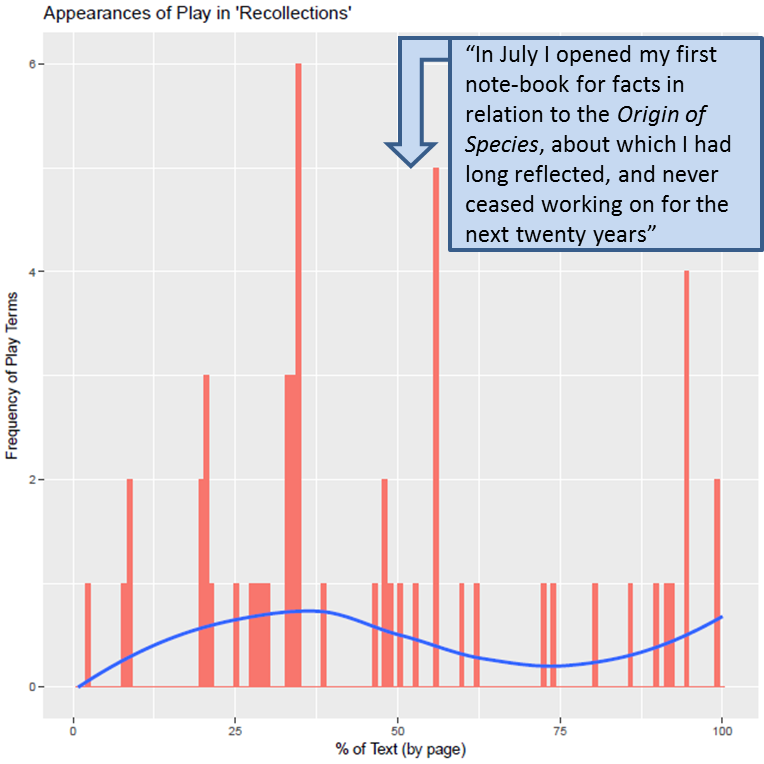 Appearances of Play in 'Recollections'
“In July I opened my first
note-book for facts in
relation to the Origin of
Species, about which I had
long reflected, and never
ceased working on for the
next twenty years”
Frequency of Play Terms
6
4
2
0
0 25 50 75 100
% of Text (by page)